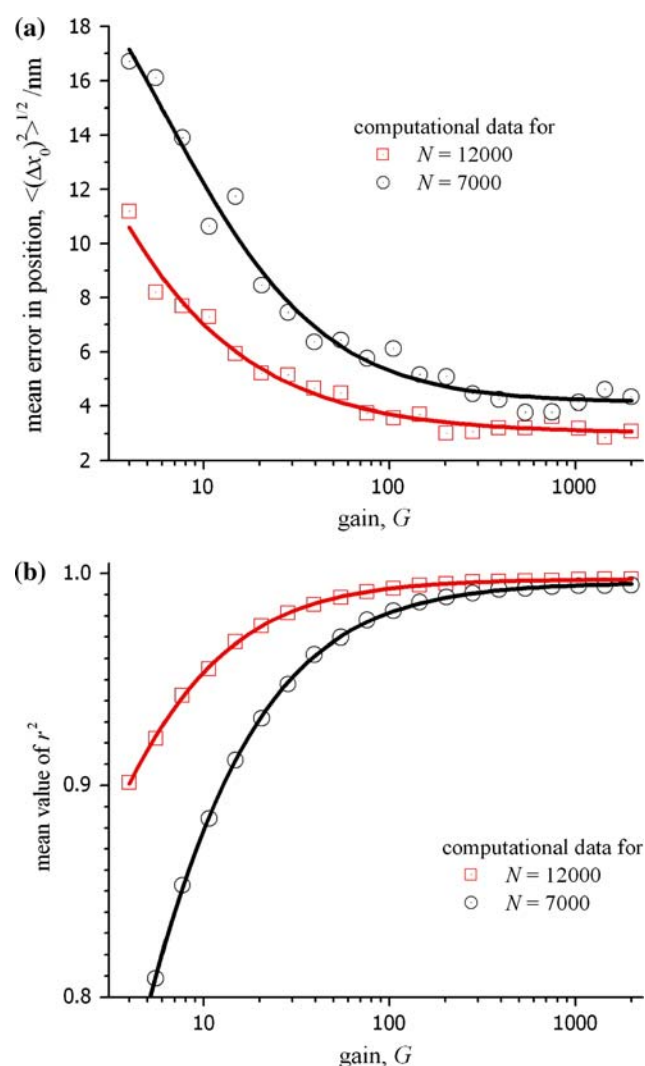 (a)
18
16
14
12
10
8
6
4
2
mean error in position, <(Δx₀)²>^1/2 /nm
computational data for
N = 12000
N = 7000
10
100
1000
gain, G
(b)
1.0
0.9
0.8
mean value of r²
computational data for
N = 12000
N = 7000
10
100
1000
gain, G